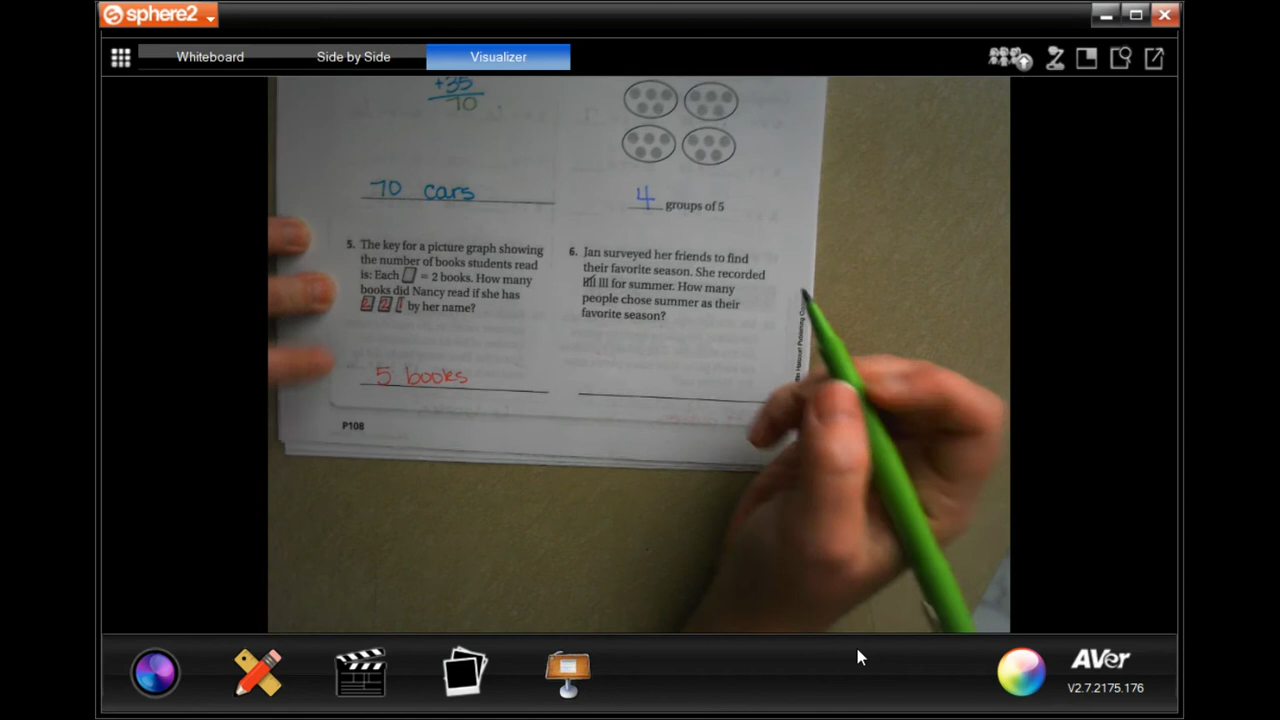 sphere2
Whiteboard Side by Side Visualizer
+35
70
70 cars
4 groups of 5
5. The key for a picture graph showing
the number of books students read
is: Each = 2 books. How many
books did Nancy read if she has
2 2 1 by her name?
5 books
6. Jan surveyed her friends to find
their favorite season. She recorded
for summer. How many
people chose summer as their
favorite season?
P108
AVer
V2.7.2175.176